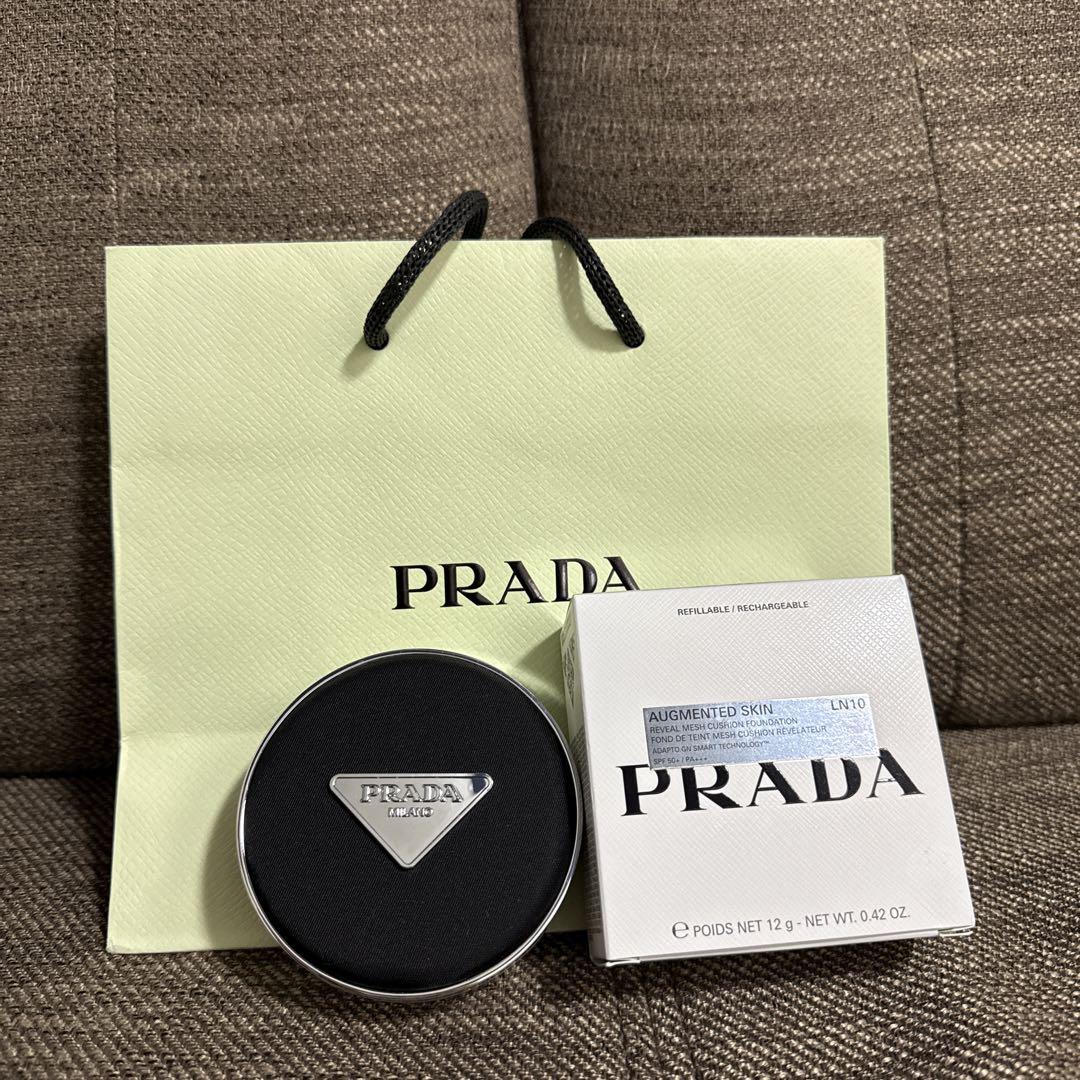 PRADA
REFILLABLE / RECHARGEABLE
AUGMENTED SKIN LN10
REVEAL MESH CUSHION FOUNDATION
FOND DE TEINT MESH CUSHION RÉVÉLATEUR
ADAPTO GN SMART TECHNOLOGY™
SPF 50+ / PA+++
PRADA
℮ POIDS NET 12 g - NET WT. 0.42 OZ.
PRADA
MILANO